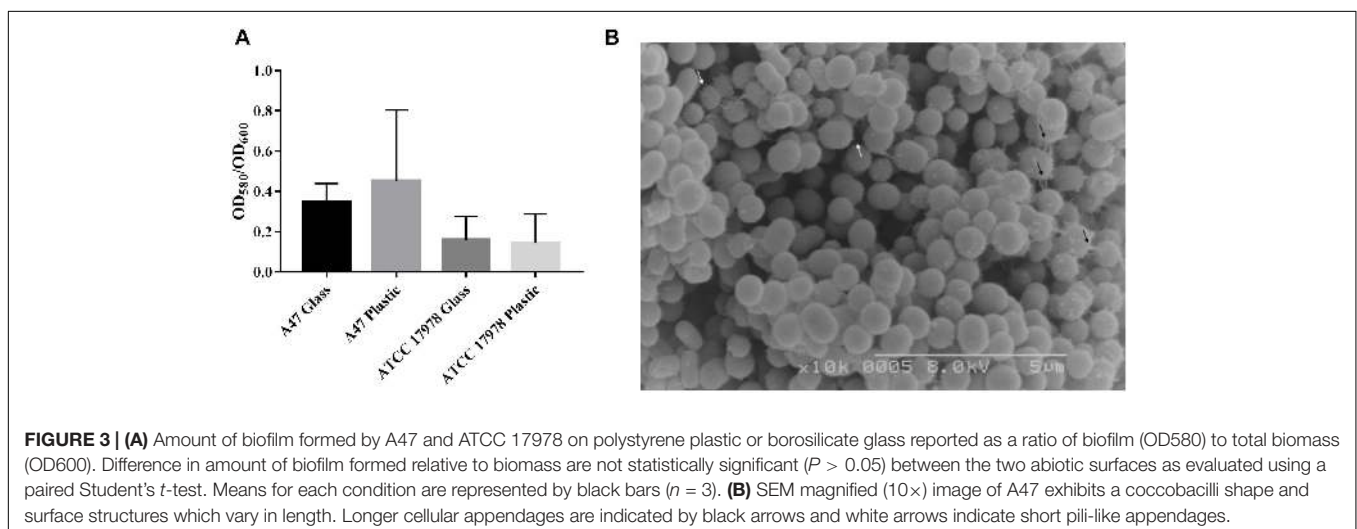 A
B
1.0
0.8
0.6
0.4
0.2
0.0
OD580/OD600
A47 Glass
A47 Plastic
ATCC 17978 Glass
ATCC 17978 Plastic
x10k 0005 8.0kV 5µm
FIGURE 3 | (A) Amount of biofilm formed by A47 and ATCC 17978 on polystyrene plastic or borosilicate glass reported as a ratio of biofilm (OD580) to total biomass
(OD600). Difference in amount of biofilm formed relative to biomass are not statistically significant (P > 0.05) between the two abiotic surfaces as evaluated using a
paired Student's t-test. Means for each condition are represented by black bars (n = 3). (B) SEM magnified (10×) image of A47 exhibits a coccobacilli shape and
surface structures which vary in length. Longer cellular appendages are indicated by black arrows and white arrows indicate short pili-like appendages.